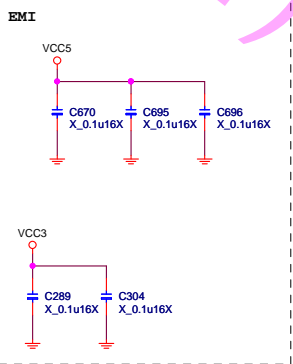 EMI
VCC5
C670 C695 C696
X_0.1u16X X_0.1u16X X_0.1u16X
VCC3
C289 C304
X_0.1u16X X_0.1u16X